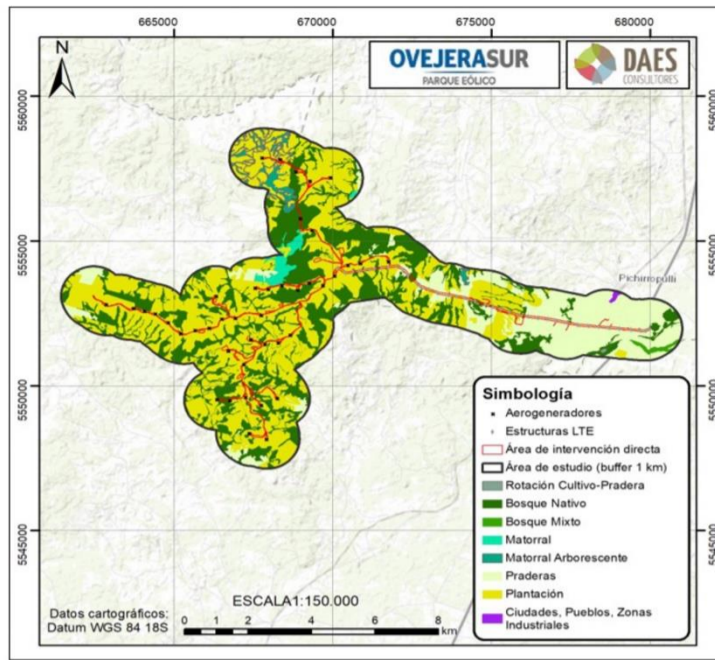 665000 670000 675000 680000
N
OVEJERASUR
PARQUE EÓLICO
DAES
CONSULTORES
5560000
5560000
5555000
5555000
Pichirropulli
5550000
5550000
5545000
5545000
Simbología
Aerogeneradores
Estructuras LTE
Área de intervención directa
Área de estudio (buffer 1 km)
Rotación Cultivo-Pradera
Bosque Nativo
Bosque Mixto
Matorral
Matorral Arborescente
Praderas
Plantación
Ciudades, Pueblos, Zonas
Industriales
ESCALA1:150.000
Datos cartográficos:
Datum WGS 84 18S
0 1 2 4 6 8
km